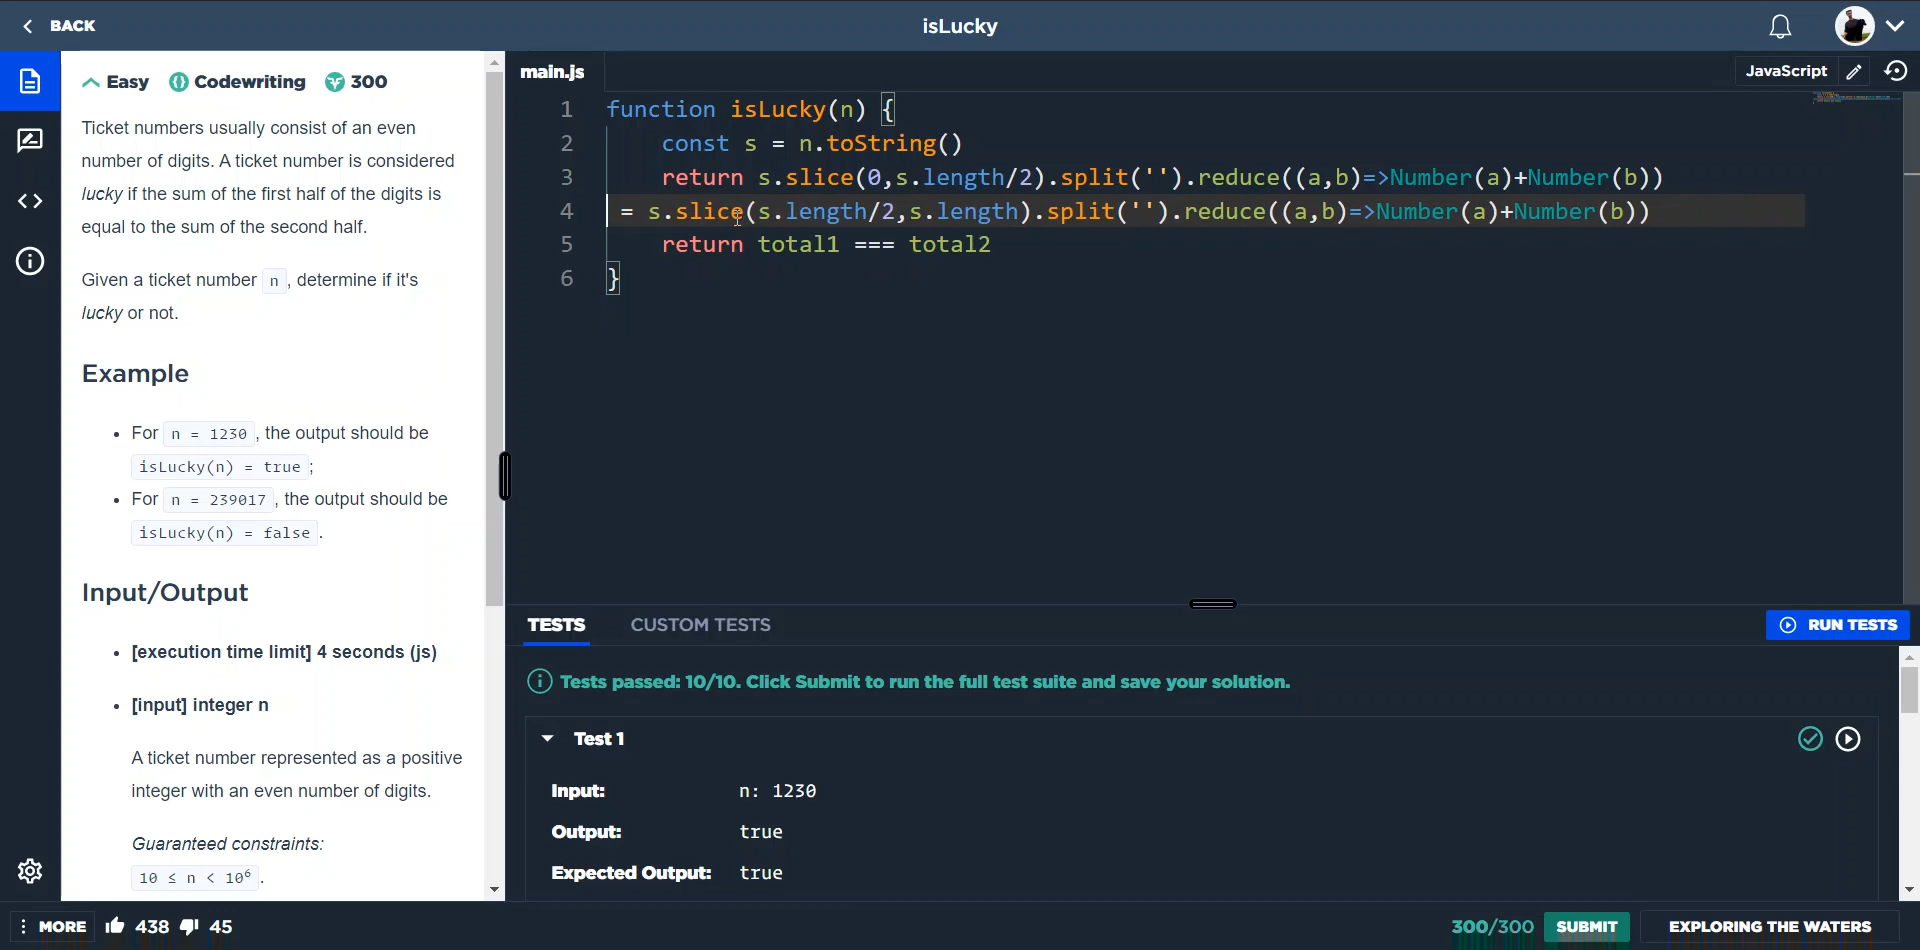 BACK
isLucky
Easy Codewriting 300
Ticket numbers usually consist of an even
number of digits. A ticket number is considered
lucky if the sum of the first half of the digits is
equal to the sum of the second half.
Given a ticket number n, determine if it's
lucky or not.
Example
• For n = 1230, the output should be
isLucky(n) = true;
• For n = 239017, the output should be
isLucky(n) = false.
Input/Output
• [execution time limit] 4 seconds (js)
• [input] integer n
A ticket number represented as a positive
integer with an even number of digits.
Guaranteed constraints:
10 ≤ n < 10⁶.
MORE 438 45
main.js
JavaScript
1 function isLucky(n) {
2 const s = n.toString()
3 return s.slice(0,s.length/2).split('').reduce((a,b)=>Number(a)+Number(b))
4 = s.slice(s.length/2,s.length).split('').reduce((a,b)=>Number(a)+Number(b))
5 return total1 === total2
6 }
TESTS CUSTOM TESTS
RUN TESTS
Tests passed: 10/10. Click Submit to run the full test suite and save your solution.
Test 1
Input: n: 1230
Output: true
Expected Output: true
300/300 SUBMIT EXPLORING THE WATERS